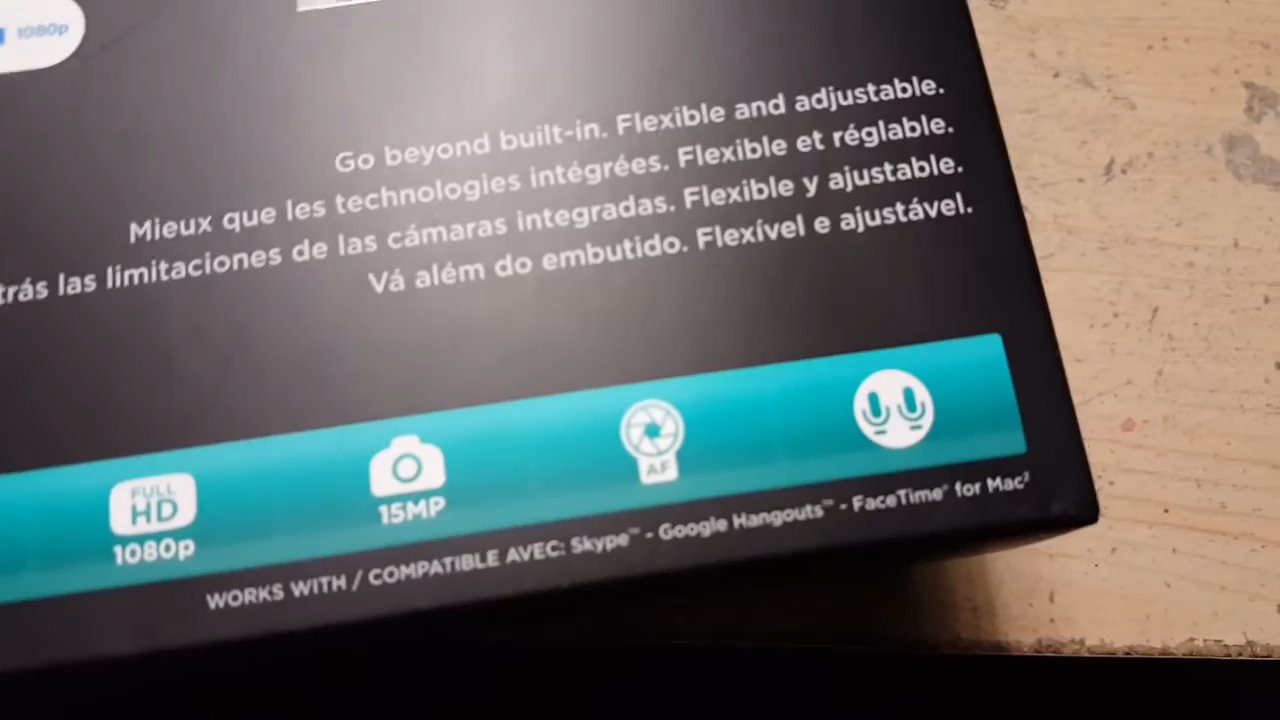 1080p
Go beyond built-in. Flexible and adjustable.
Mieux que les technologies intégrées. Flexible et réglable.
las limitaciones de las cámaras integradas. Flexible y ajustable.
Vá além do embutido. Flexível e ajustável.
FULL
HD
1080p
15MP
AF
WORKS WITH / COMPATIBLE AVEC: Skype™ - Google Hangouts™ - FaceTime® for Mac²